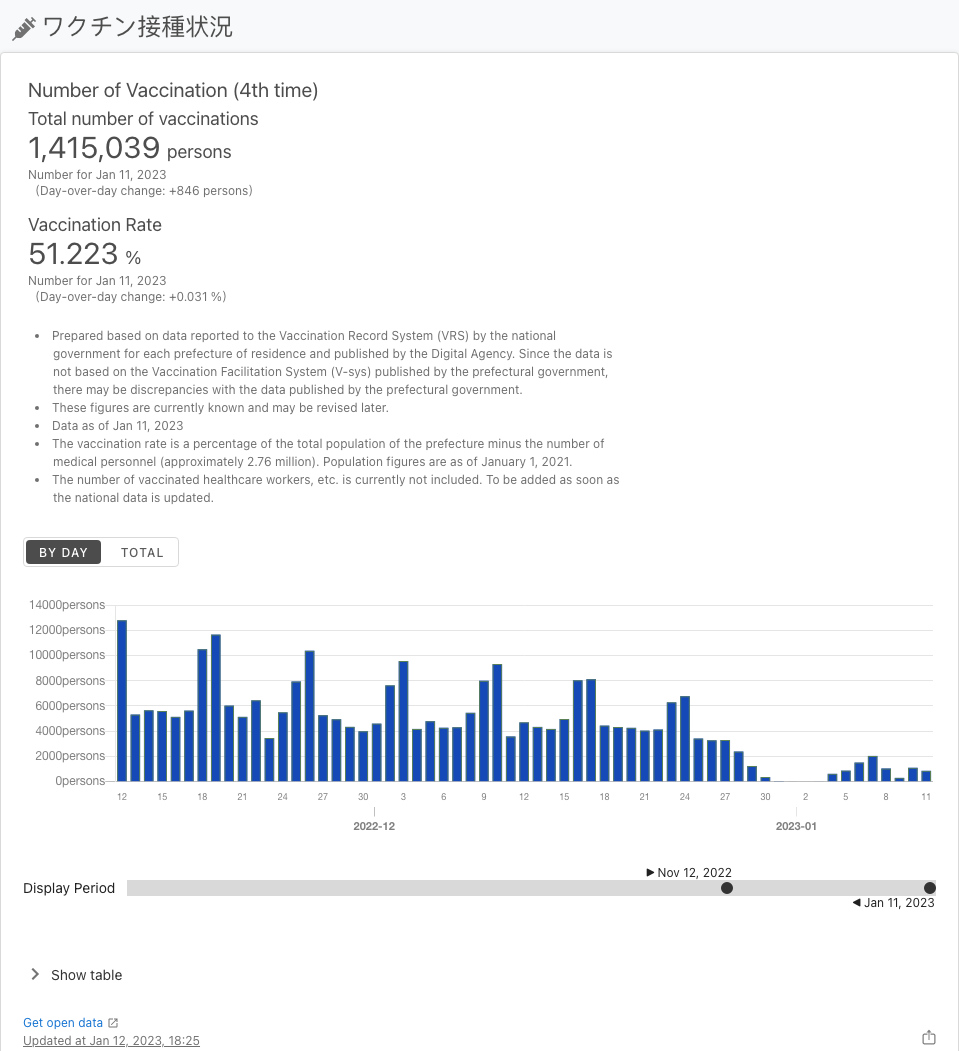 ワクチン接種状況
Number of Vaccination (4th time)
Total number of vaccinations
1,415,039 persons
Number for Jan 11, 2023
(Day-over-day change: +846 persons)
Vaccination Rate
51.223 %
Number for Jan 11, 2023
(Day-over-day change: +0.031 %)
• Prepared based on data reported to the Vaccination Record System (VRS) by the national
government for each prefecture of residence and published by the Digital Agency. Since the data is
not based on the Vaccination Facilitation System (V-sys) published by the prefectural government,
there may be discrepancies with the data published by the prefectural government.
• These figures are currently known and may be revised later.
• Data as of Jan 11, 2023
• The vaccination rate is a percentage of the total population of the prefecture minus the number of
medical personnel (approximately 2.76 million). Population figures are as of January 1, 2021.
• The number of vaccinated healthcare workers, etc. is currently not included. To be added as soon as
the national data is updated.
BY DAY TOTAL
14000persons
12000persons
10000persons
8000persons
6000persons
4000persons
2000persons
0persons
12 15 18 21 24 27 30 3 6 9 12 15 18 21 24 27 30 2 5 8 11
2022-12 2023-01
Nov 12, 2022
Display Period
Jan 11, 2023
Show table
Get open data
Updated at Jan 12, 2023, 18:25